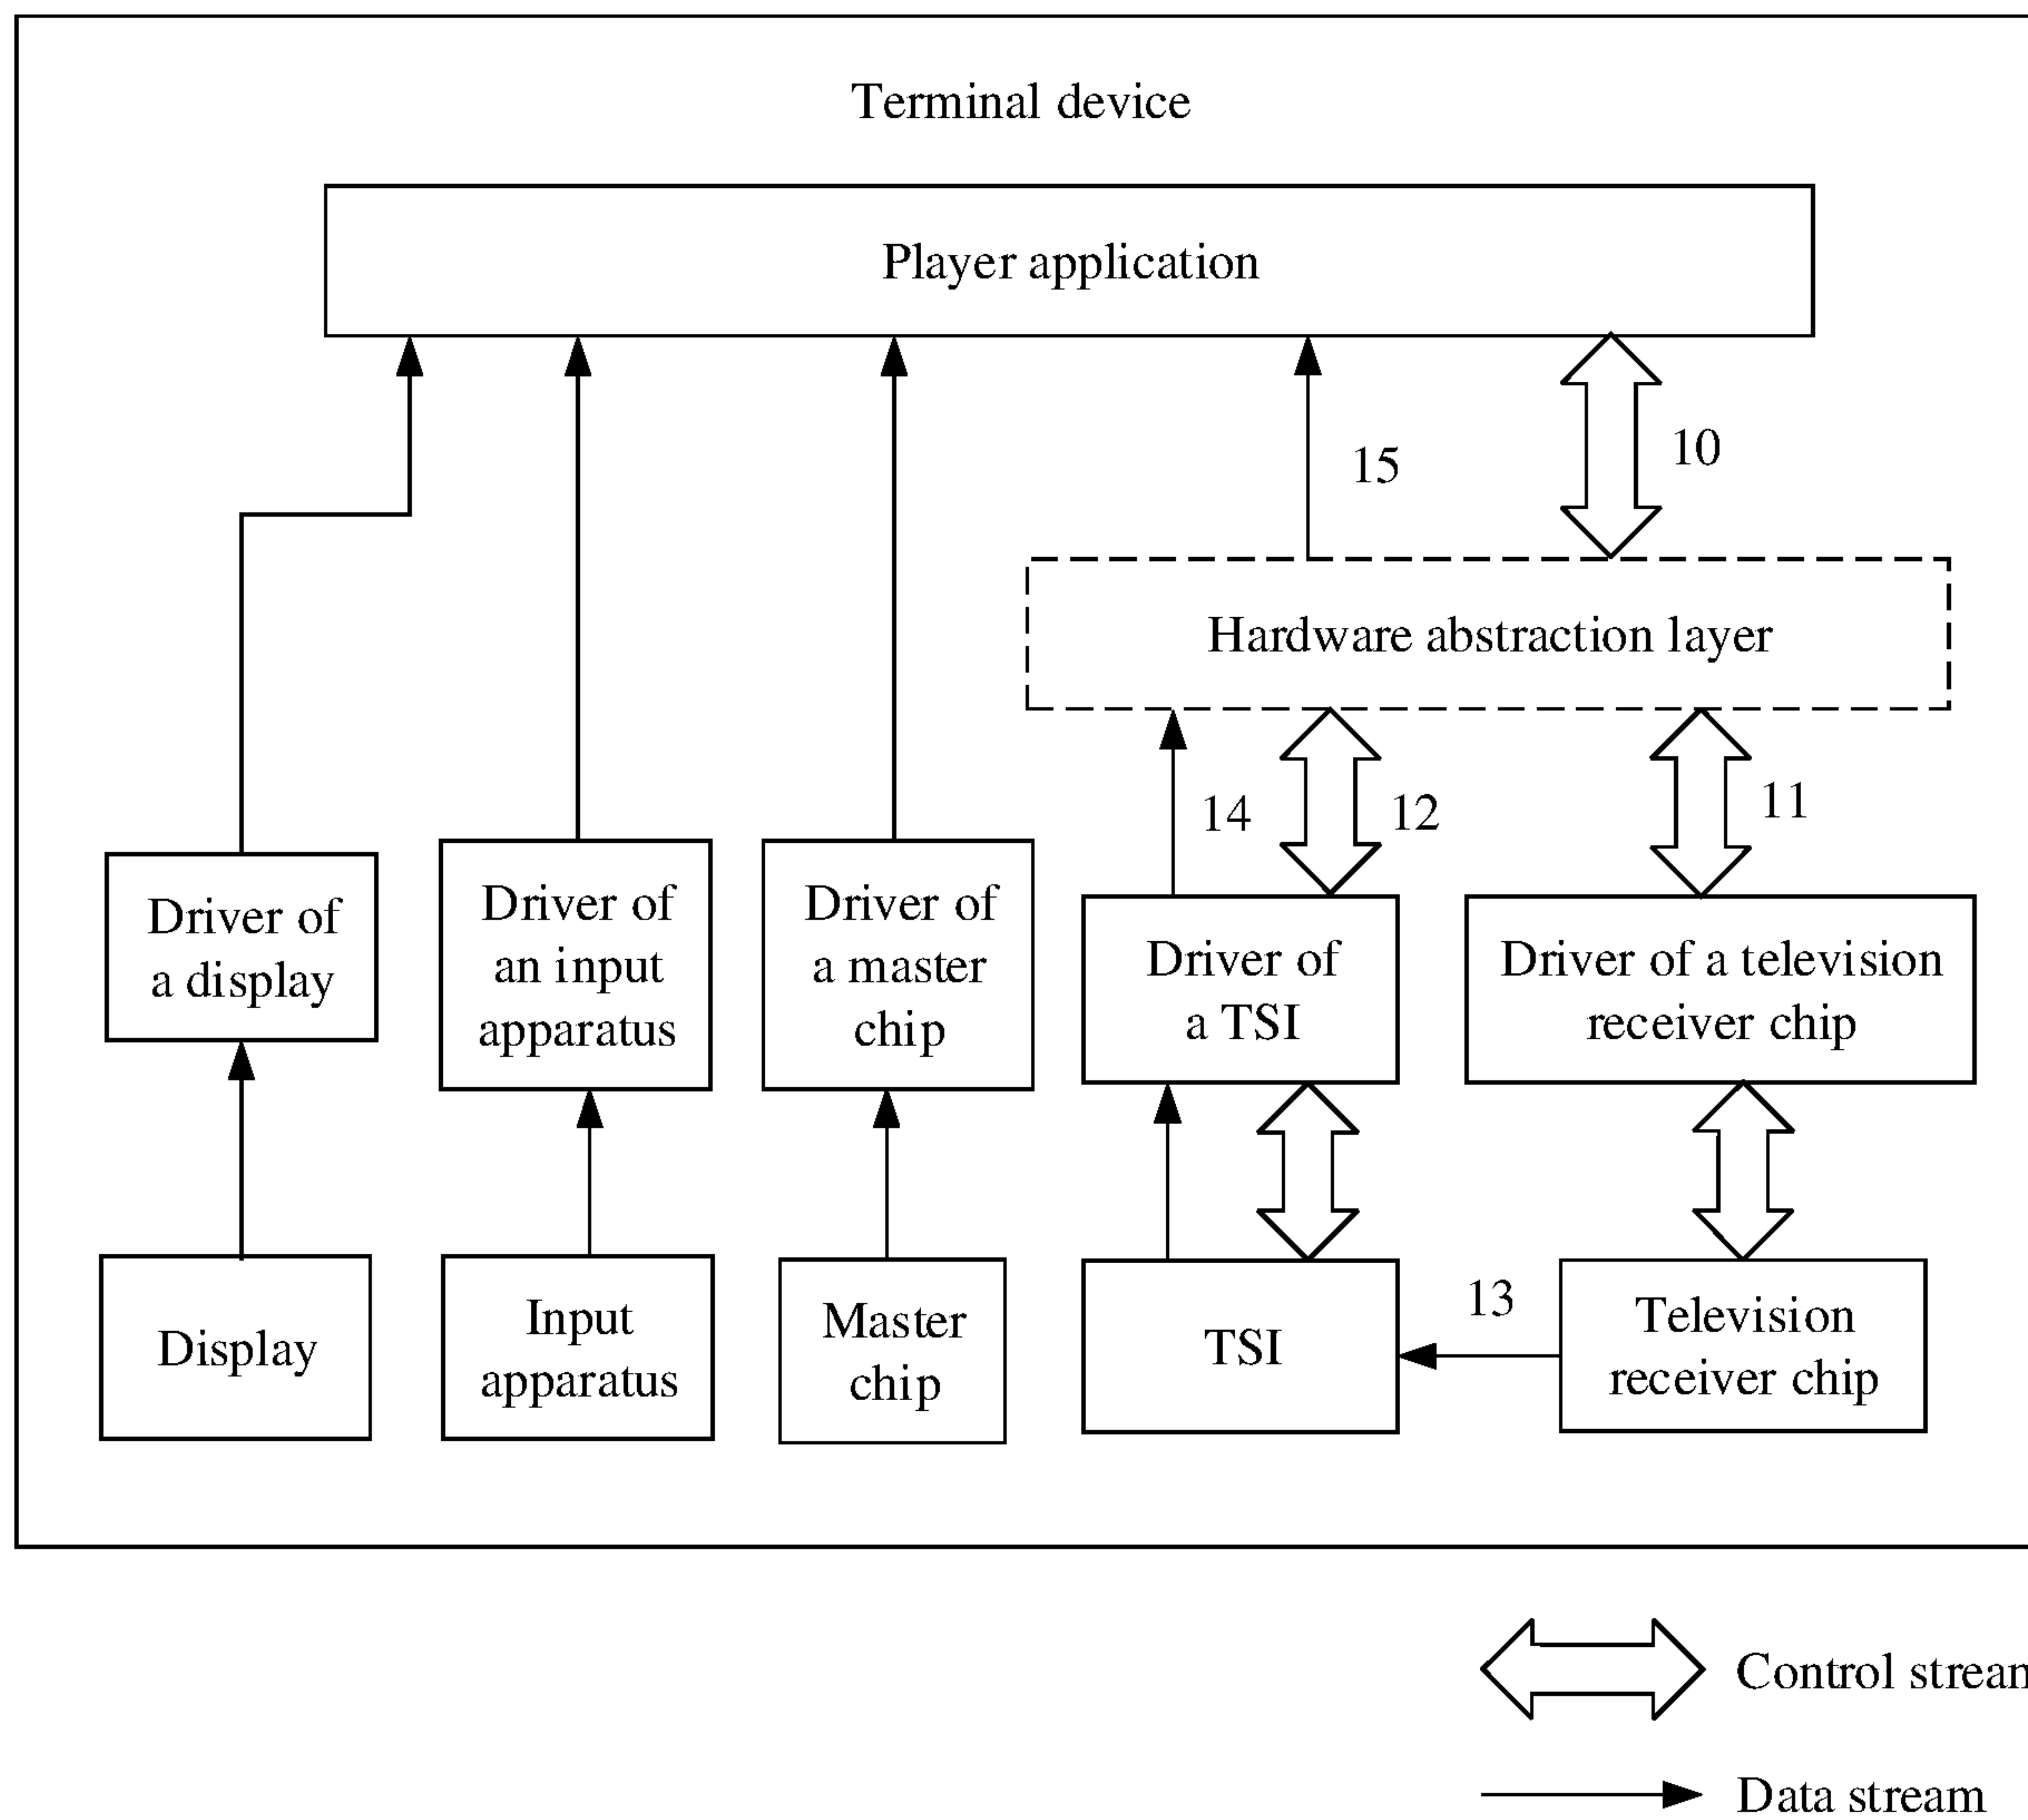 Terminal device
Player application
15
10
Hardware abstraction layer
14
12
11
Driver of
a display
Driver of
an input
apparatus
Driver of
a master
chip
Driver of
a TSI
Driver of a television
receiver chip
Display
Input
apparatus
Master
chip
TSI
13
Television
receiver chip
Control stream
Data stream